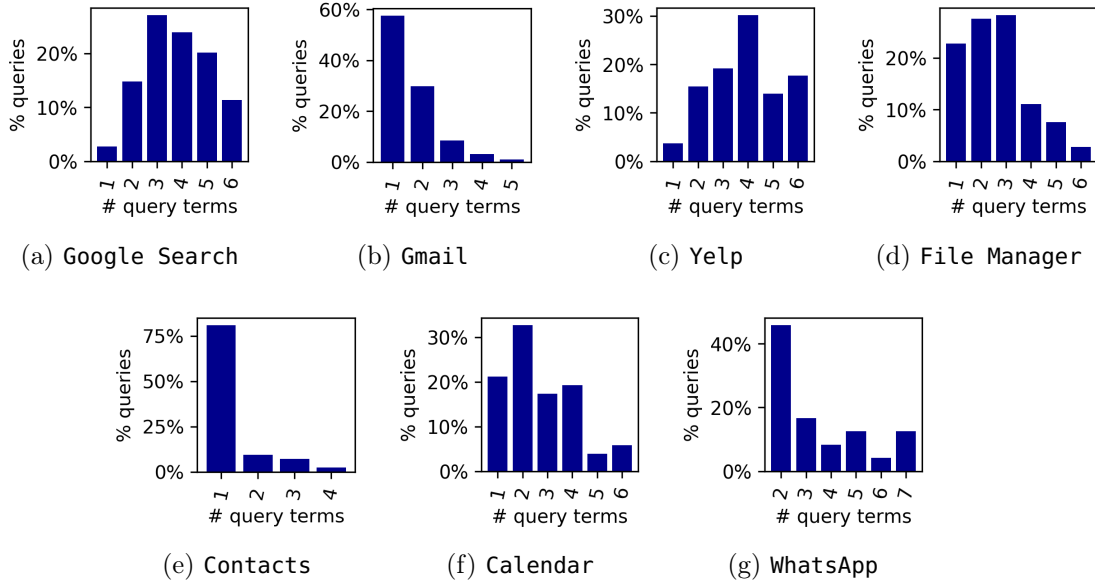 % queries
20%
10%
0%
1 2 3 4 5 6
# query terms
(a) Google Search
% queries
60%
40%
20%
0%
1 2 3 4 5
# query terms
(b) Gmail
% queries
30%
20%
10%
0%
1 2 3 4 5 6
# query terms
(c) Yelp
% queries
20%
10%
0%
1 2 3 4 5 6
# query terms
(d) File Manager
% queries
75%
50%
25%
0%
1 2 3 4
# query terms
(e) Contacts
% queries
30%
20%
10%
0%
1 2 3 4 5 6
# query terms
(f) Calendar
% queries
40%
20%
0%
2 3 4 5 6 7
# query terms
(g) WhatsApp